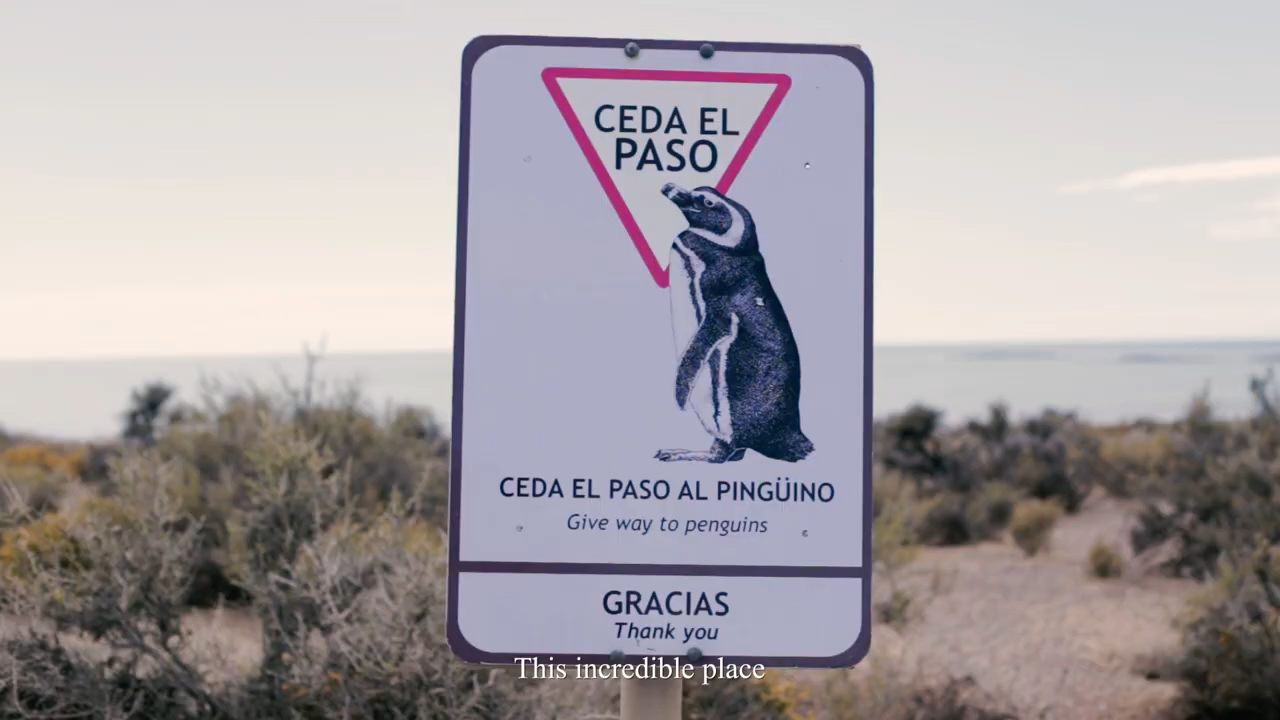 CEDA EL
PASO
CEDA EL PASO AL PINGÜINO
Give way to penguins
GRACIAS
Thank you
This incredible place